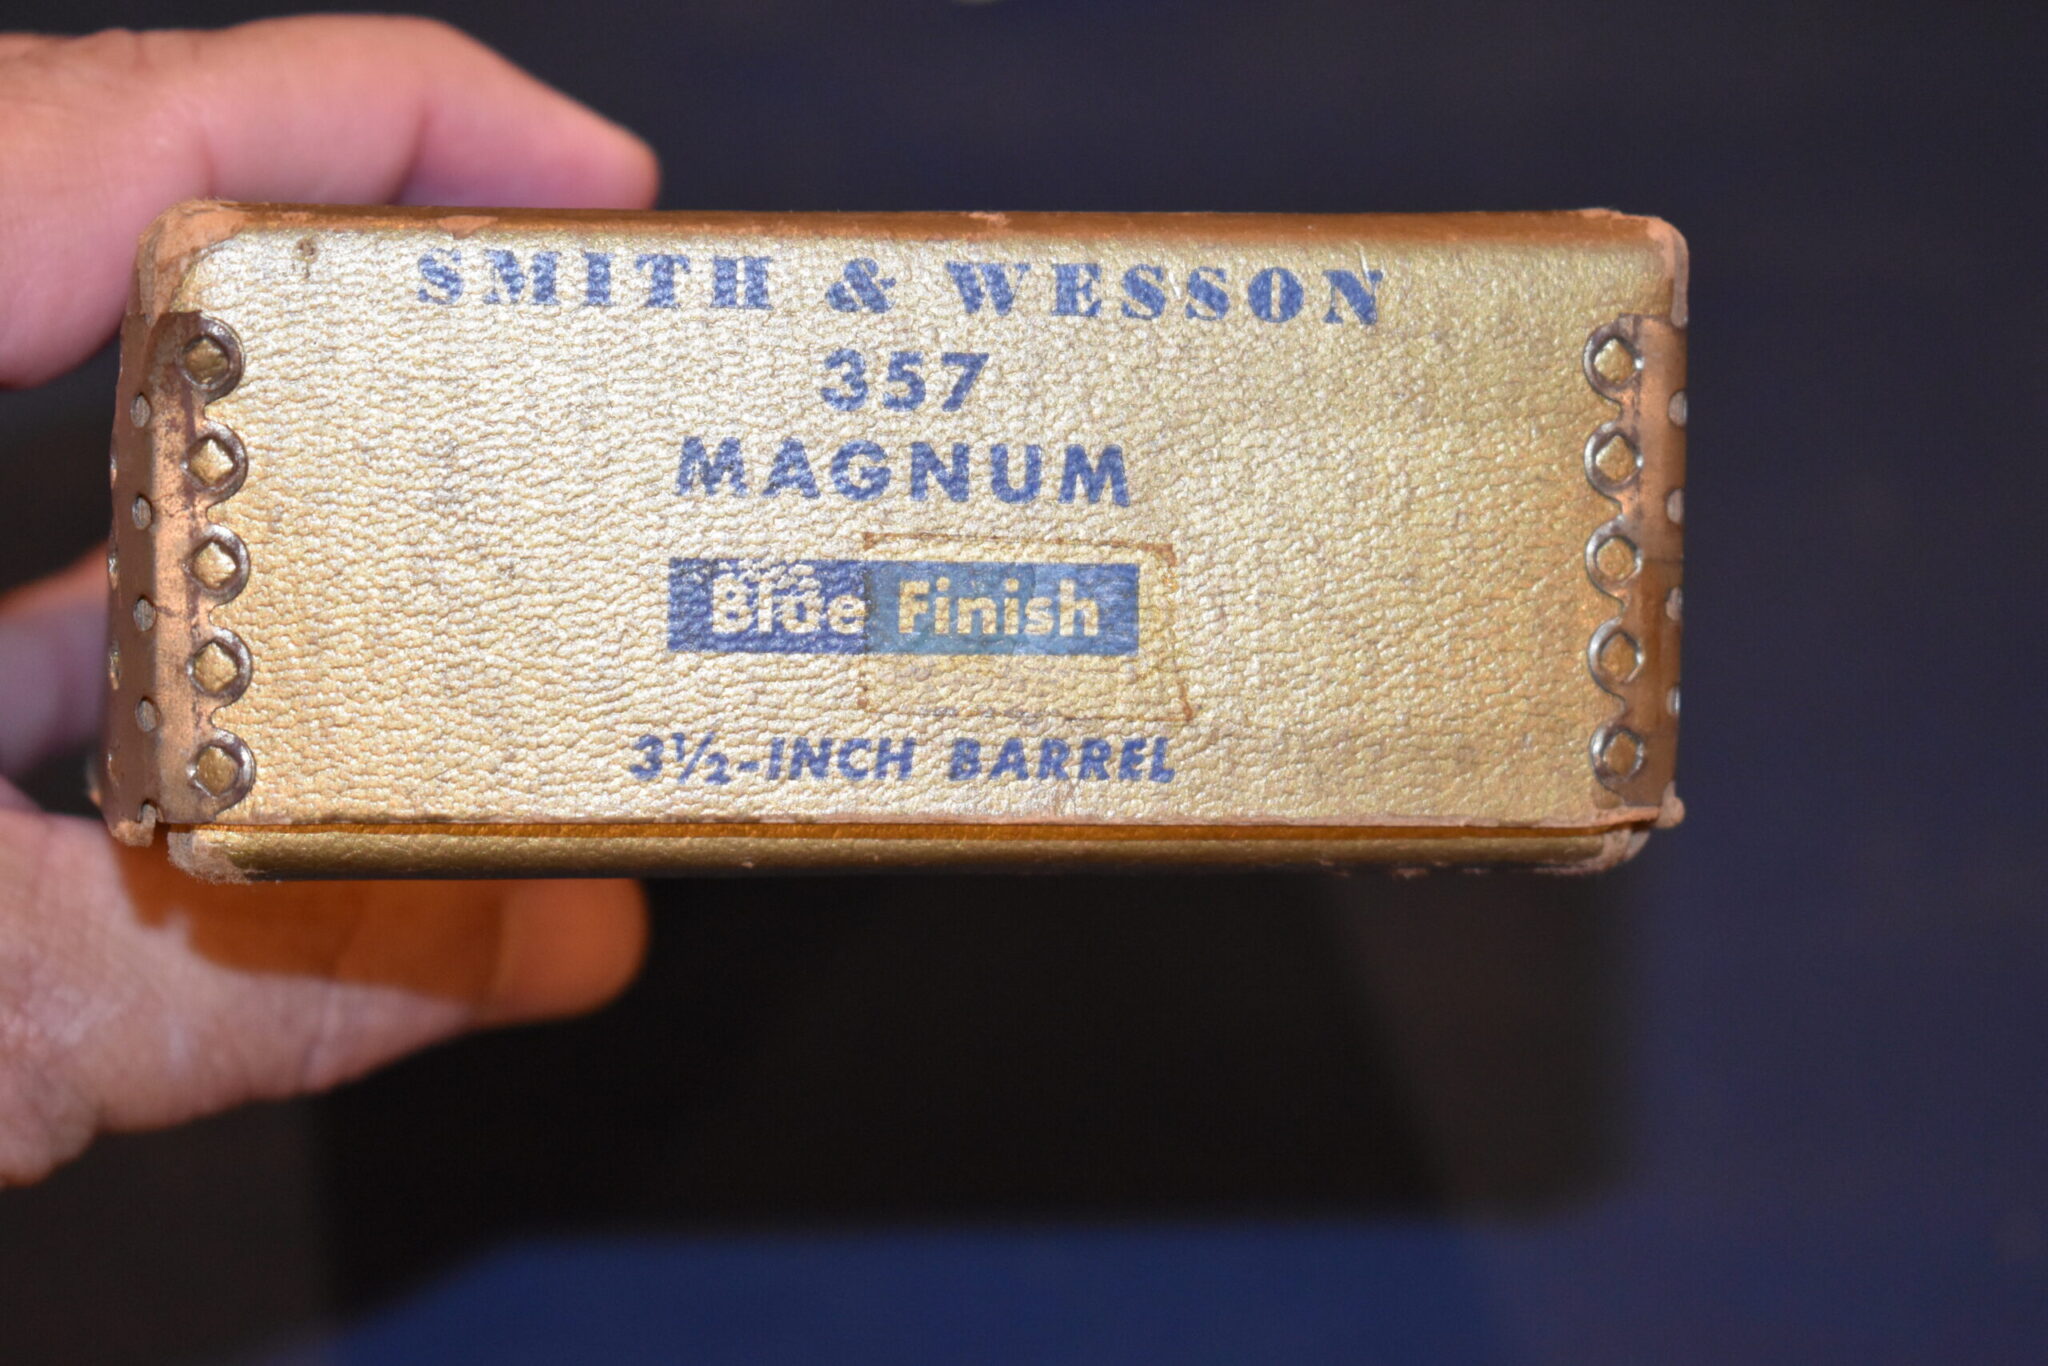 SMITH & WESSON
357
MAGNUM
Blue Finish
3½-INCH BARREL